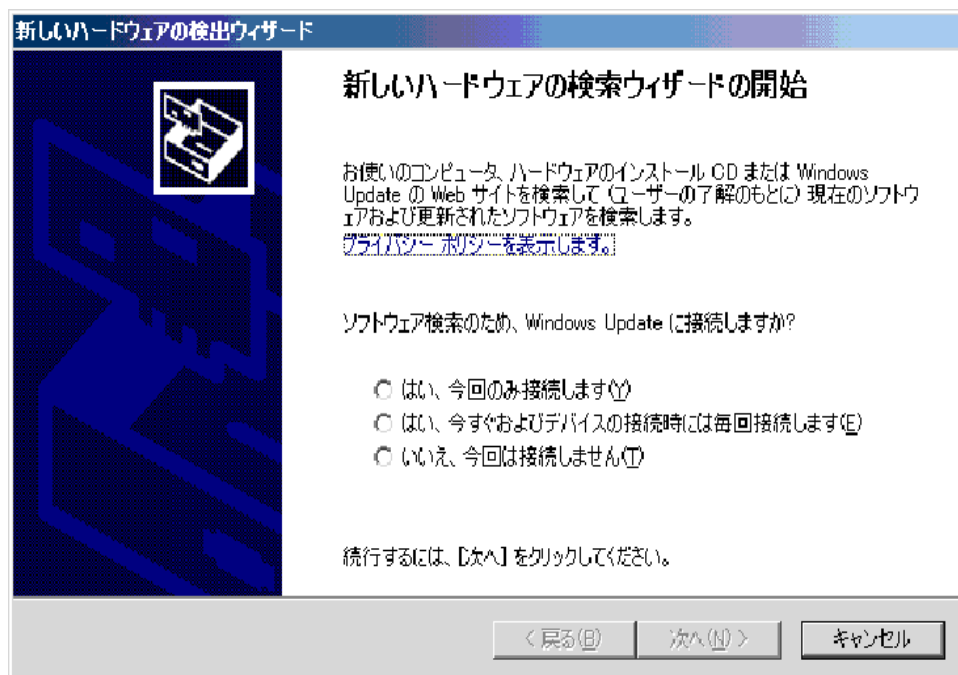 新しいハードウェアの検出ウィザード
新しいハードウェアの検索ウィザードの開始
お使いのコンピュータ、ハードウェアのインストール CD または Windows
Update の Web サイトを検索して (ユーザーの了解のもとに) 現在のソフトウ
ェアおよび更新されたソフトウェアを検索します。
プライバシー ポリシーを表示します。
ソフトウェア検索のため、Windows Update に接続しますか?
はい、今回のみ接続します(Y)
はい、今すぐおよびデバイスの接続時には毎回接続します(E)
いいえ、今回は接続しません(T)
続行するには、[次へ] をクリックしてください。
< 戻る(B)
次へ(N) >
キャンセル